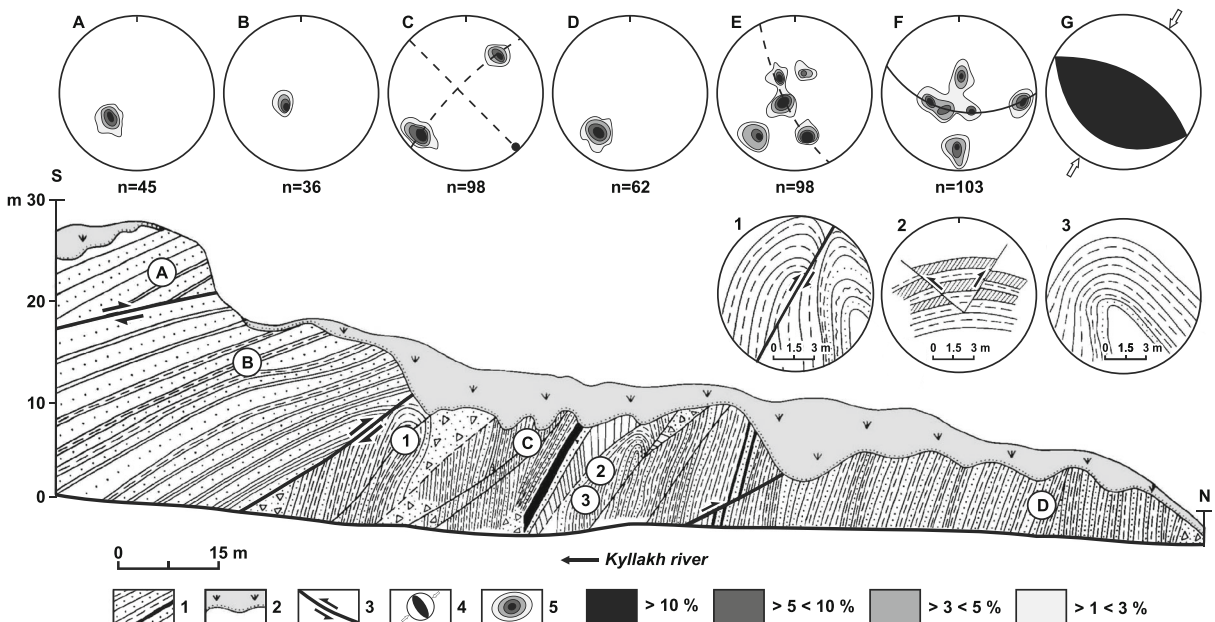 A B C D E F G
n=45 n=36 n=98 n=62 n=98 n=103
S
m 30
20
10
0
A
B
1
C
2
3
D
N
1
0 1.5 3 m
2
0 1.5 3 m
3
0 1.5 3 m
0 15 m
Kyllakh river
1 2 3 4 5 > 10 % > 5 < 10 % > 3 < 5 % > 1 < 3 %